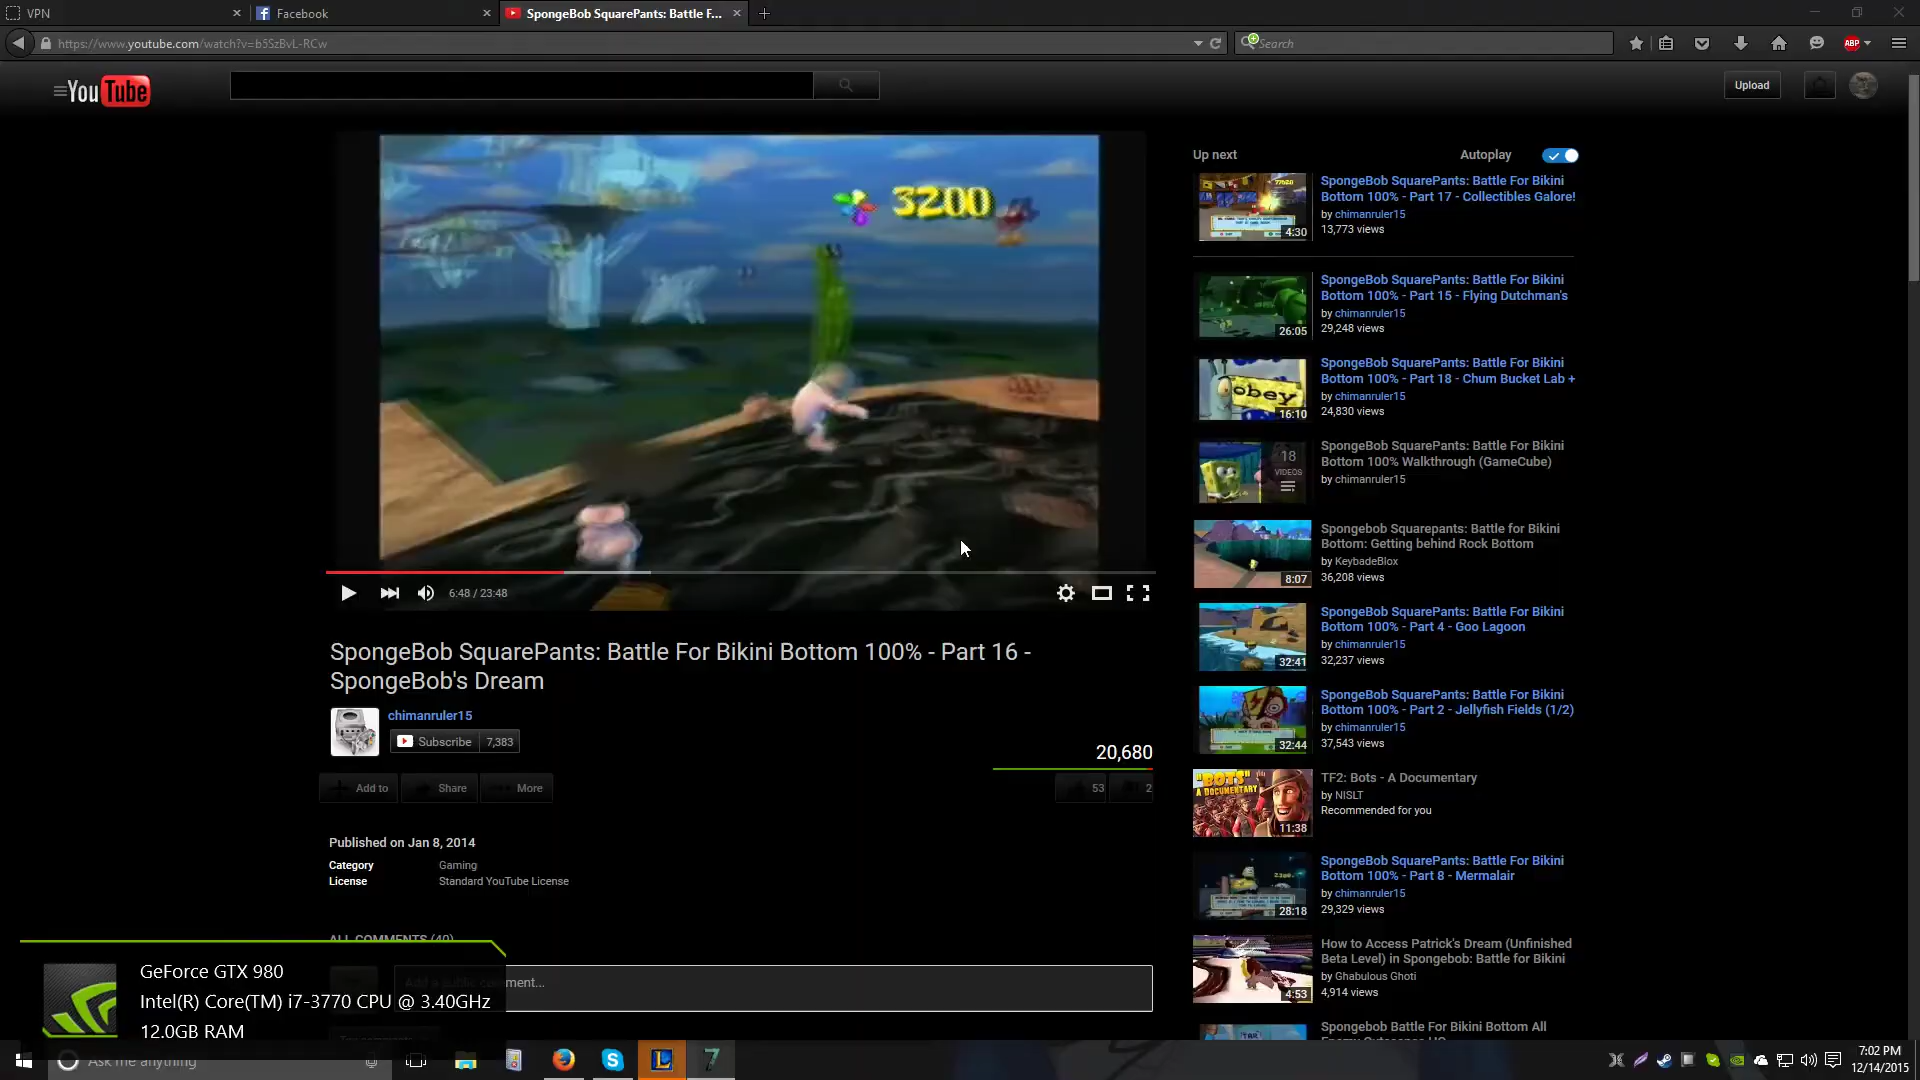 VPN
Facebook
SpongeBob SquarePants: Battle F...
https://www.youtube.com/watch?v=b5SzBvL-RCw
Search
ABP
YouTube
Upload
3200
6:48 / 23:48
SpongeBob SquarePants: Battle For Bikini Bottom 100% - Part 16 -
SpongeBob's Dream
chimanruler15
Subscribe 7,383
20,680
Add to
Share
More
53
2
Published on Jan 8, 2014
Category Gaming
License Standard YouTube License
ALL COMMENTS (40)
Add a public comment...
Up next
Autoplay
SpongeBob SquarePants: Battle For Bikini
Bottom 100% - Part 17 - Collectibles Galore!
by chimanruler15
13,773 views
4:30
SpongeBob SquarePants: Battle For Bikini
Bottom 100% - Part 15 - Flying Dutchman's
by chimanruler15
29,248 views
26:05
SpongeBob SquarePants: Battle For Bikini
Bottom 100% - Part 18 - Chum Bucket Lab +
by chimanruler15
24,830 views
obey
16:10
SpongeBob SquarePants: Battle For Bikini
Bottom 100% Walkthrough (GameCube)
by chimanruler15
18
VIDEOS
Spongebob Squarepants: Battle for Bikini
Bottom: Getting behind Rock Bottom
by KeybadeBlox
36,208 views
8:07
SpongeBob SquarePants: Battle For Bikini
Bottom 100% - Part 4 - Goo Lagoon
by chimanruler15
32,237 views
32:41
SpongeBob SquarePants: Battle For Bikini
Bottom 100% - Part 2 - Jellyfish Fields (1/2)
by chimanruler15
37,543 views
32:44
TF2: Bots - A Documentary
by NISLT
Recommended for you
"BOTS"
A DOCUMENTARY
11:38
SpongeBob SquarePants: Battle For Bikini
Bottom 100% - Part 8 - Mermalair
by chimanruler15
29,329 views
28:18
How to Access Patrick's Dream (Unfinished
Beta Level) in Spongebob: Battle for Bikini
by Ghabulous Ghoti
4,914 views
4:53
Spongebob Battle For Bikini Bottom All
GeForce GTX 980
Intel(R) Core(TM) i7-3770 CPU @ 3.40GHz
12.0GB RAM
Ask me anything
7:02 PM
12/14/2015